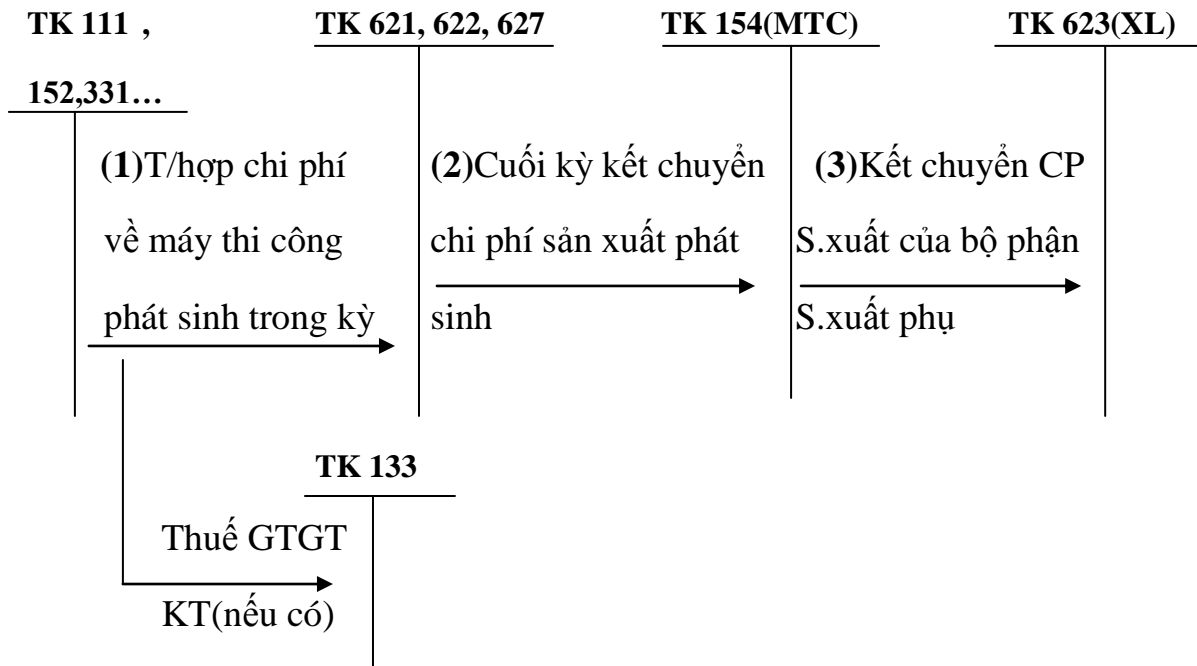 TK 111 ,
152,331…
TK 621, 622, 627
TK 154(MTC)
TK 623(XL)
(1)T/hợp chi phí
về máy thi công
phát sinh trong kỳ
(2)Cuối kỳ kết chuyển
chi phí sản xuất phát
sinh
(3)Kết chuyển CP
S.xuất của bộ phận
S.xuất phụ
TK 133
Thuế GTGT
KT(nếu có)